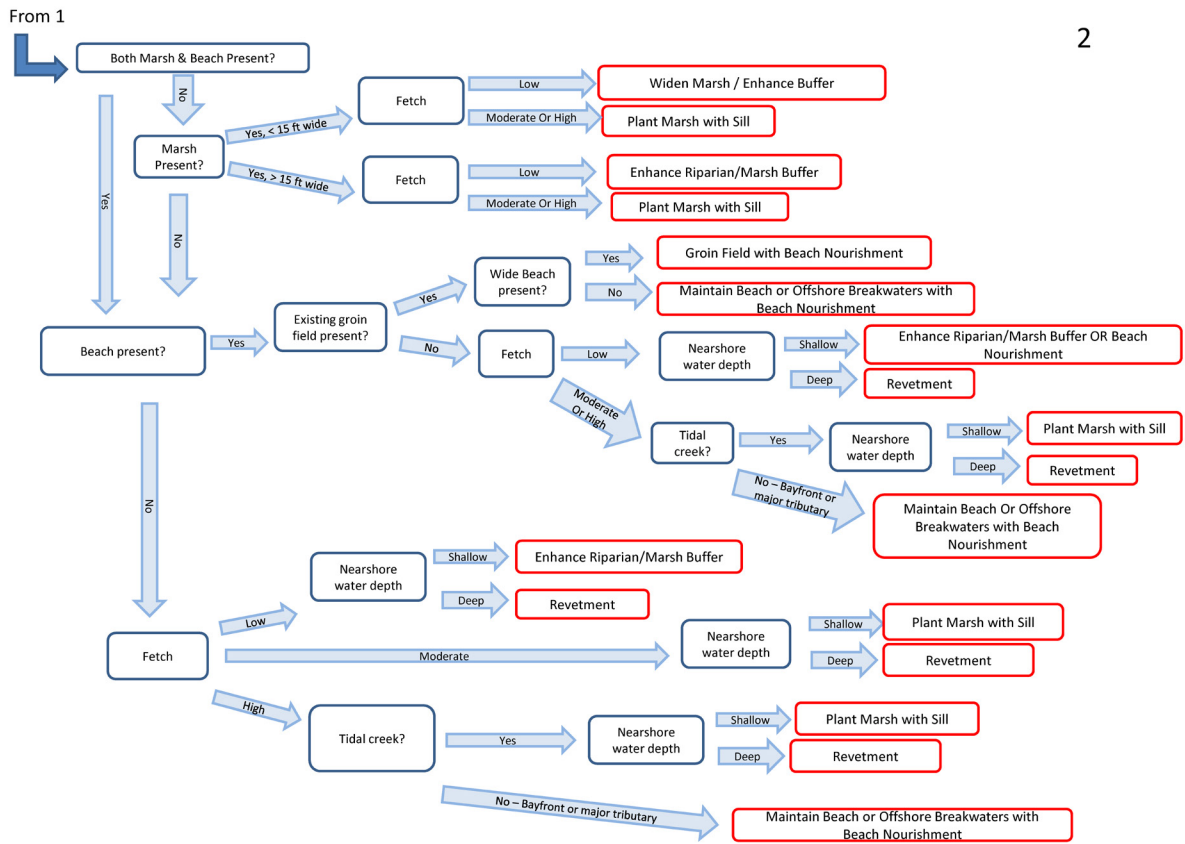 From 1
2
Both Marsh & Beach Present?
No
Yes
Marsh
Present?
Yes, < 15 ft wide
Fetch
Low
Widen Marsh / Enhance Buffer
Moderate Or High
Plant Marsh with Sill
Yes, > 15 ft wide
Fetch
Low
Enhance Riparian/Marsh Buffer
Moderate Or High
Plant Marsh with Sill
No
Beach present?
Yes
Existing groin
field present?
Yes
Wide Beach
present?
Yes
Groin Field with Beach Nourishment
No
Maintain Beach or Offshore Breakwaters with
Beach Nourishment
No
Fetch
Low
Nearshore
water depth
Shallow
Enhance Riparian/Marsh Buffer OR Beach
Nourishment
Deep
Revetment
Moderate
Or High
Tidal
creek?
Yes
Nearshore
water depth
Shallow
Plant Marsh with Sill
Deep
Revetment
No – Bayfront or
major tributary
Maintain Beach Or Offshore
Breakwaters with Beach
Nourishment
No
Fetch
Low
Nearshore
water depth
Shallow
Enhance Riparian/Marsh Buffer
Deep
Revetment
Moderate
Nearshore
water depth
Shallow
Plant Marsh with Sill
Deep
Revetment
High
Tidal creek?
Yes
Nearshore
water depth
Shallow
Plant Marsh with Sill
Deep
Revetment
No – Bayfront or major tributary
Maintain Beach or Offshore Breakwaters with
Beach Nourishment